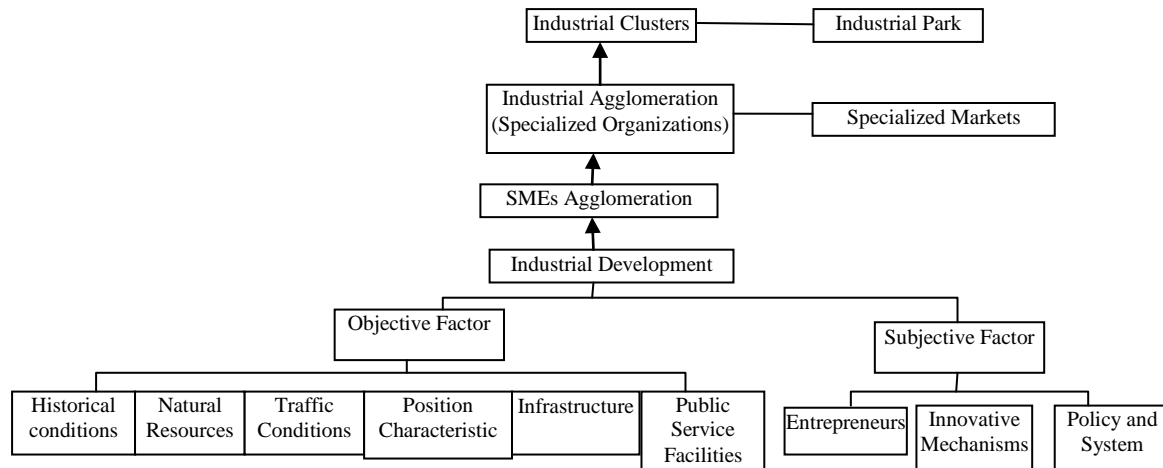 Industrial Clusters
Industrial Park
Industrial Agglomeration
(Specialized Organizations)
Specialized Markets
SMEs Agglomeration
Industrial Development
Objective Factor
Subjective Factor
Historical
conditions
Natural
Resources
Traffic
Conditions
Position
Characteristic
Infrastructure
Public
Service
Facilities
Entrepreneurs
Innovative
Mechanisms
Policy and
System